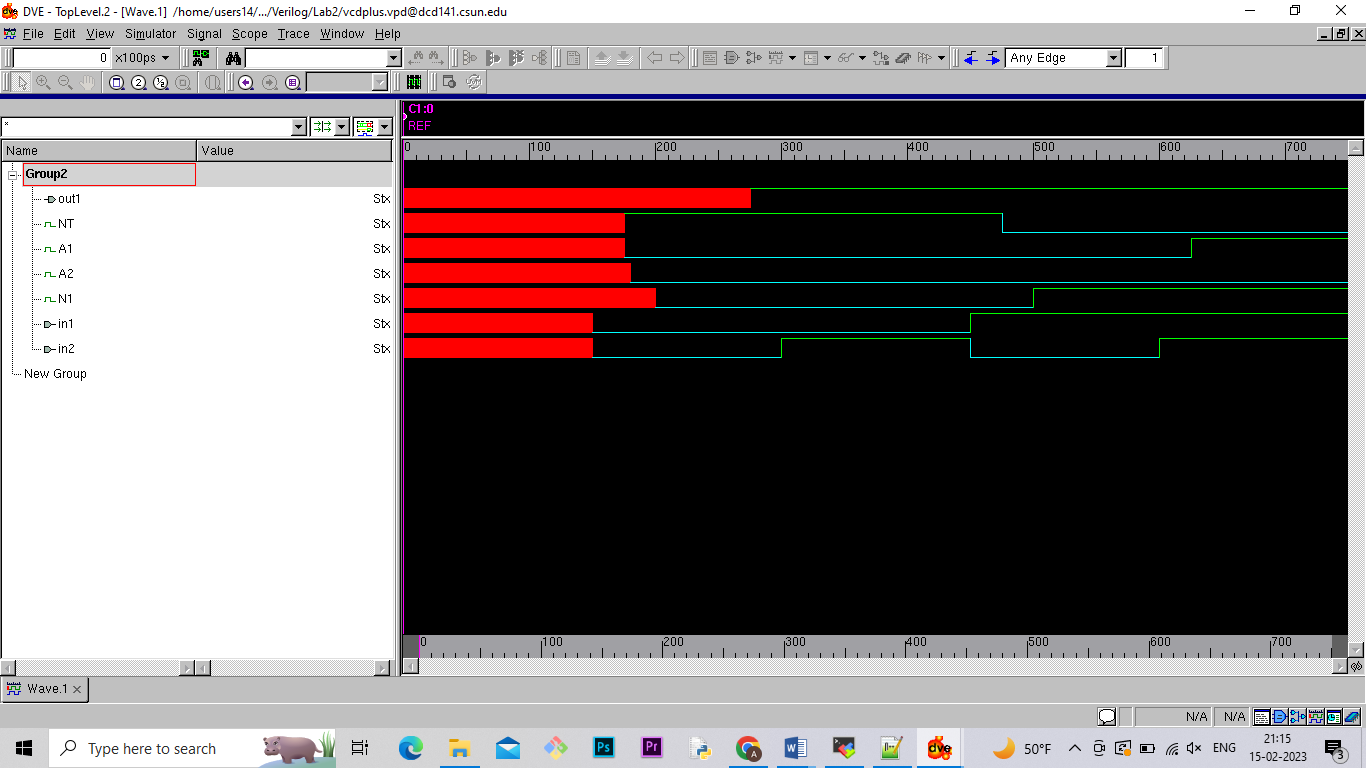 DVE - TopLevel.2 - [Wave.1] /home/users14/.../Verilog/Lab2/vcdplus.vpd@dcd141.csun.edu
File Edit View Simulator Signal Scope Trace Window Help
0 x100ps Any Edge 1
C1:0
REF
*
Name Value
0 100 200 300 400 500 600 700
Group2
out1 Stx
NT Stx
A1 Stx
A2 Stx
N1 Stx
in1 Stx
in2 Stx
New Group
0 100 200 300 400 500 600 700
Wave.1
N/A N/A
Type here to search
Ps Pr A W dve
50°F ENG
21:15
15-02-2023
3